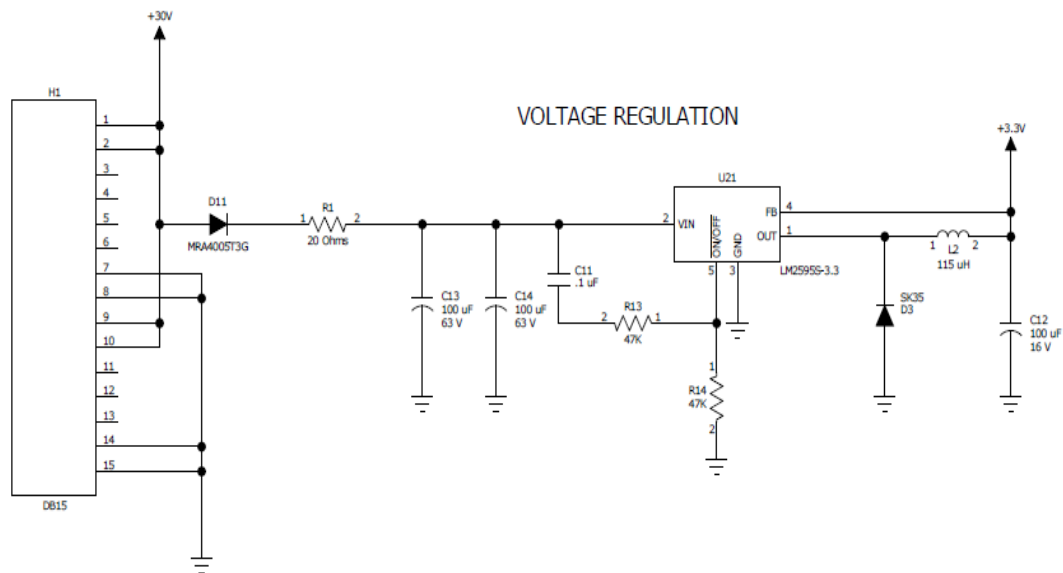 +30V
H1
1
2
3
4
5
6
7
8
9
10
11
12
13
14
15
DB15
VOLTAGE REGULATION
D11
MRA4005T3G
R1
1 2
20 Ohms
C13
100 uF
63 V
C14
100 uF
63 V
C11
.1 uF
R13
2 1
47K
1
R14
47K
2
U21
2 VIN
ON/OFF
GND
5 3
FB 4
OUT 1
LM2595S-3.3
+3.3V
1 L2 2
115 uH
SK35
D3
C12
100 uF
16 V